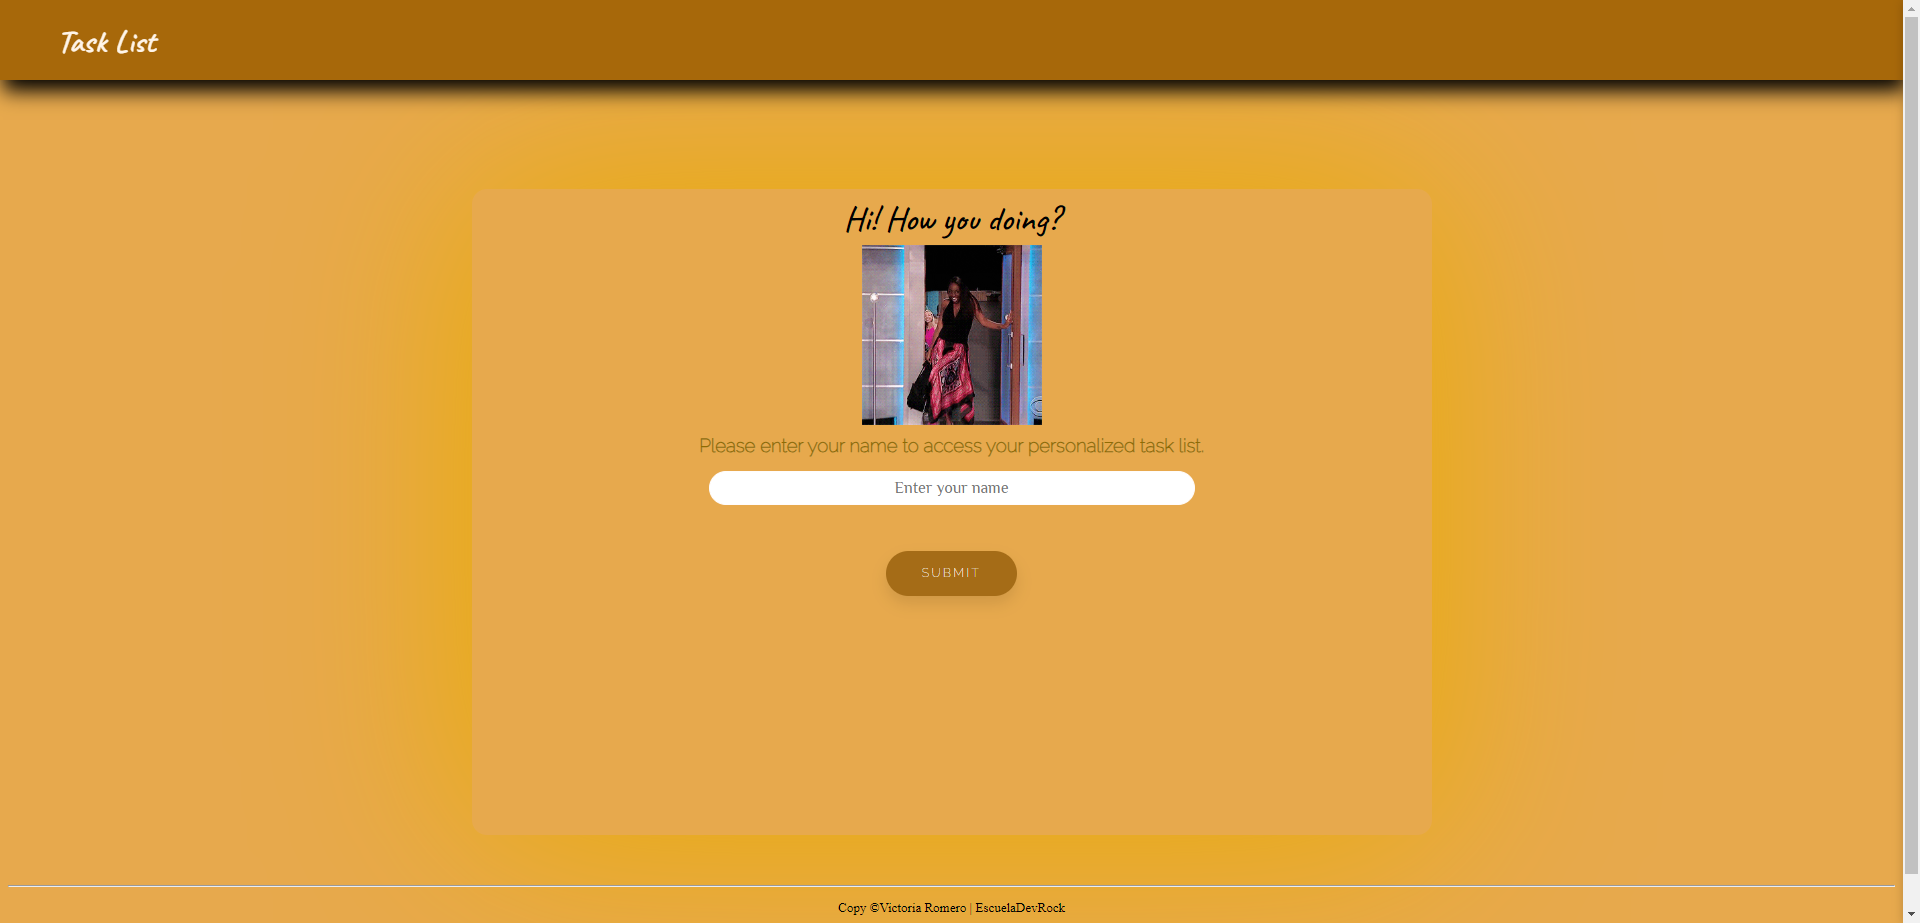 Task List
Hi! How you doing?
Please enter your name to access your personalized task list.
Enter your name
SUBMIT
Copy ©Victoria Romero | EscuelaDevRock